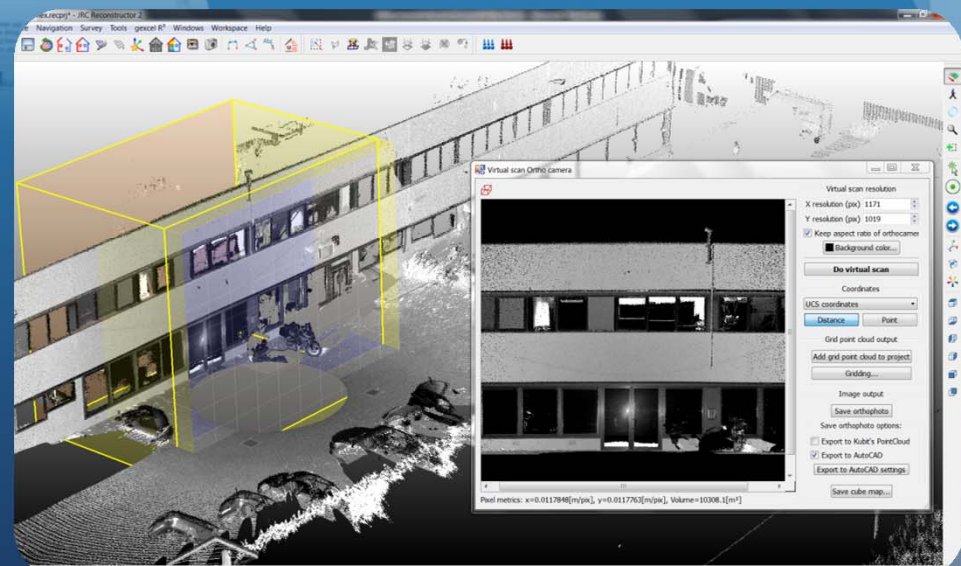 ex.recprj* - JRC Reconstructor 2
Navigation Survey Tools gexcel R³ Windows Workspace Help
Virtual scan Ortho camera
Virtual scan resolution
X resolution (pix) 1171
Y resolution (pix) 1019
Keep aspect ratio of orthocamer
Background color...
Do virtual scan
Coordinates
UCS coordinates
Distance Point
Grid point cloud output
Add grid point cloud to project
Gridding...
Image output
Save orthophoto
Save orthophoto options:
Export to Kubit's PointCloud
Export to AutoCAD
Export to AutoCAD settings
Save cube map...
Pixel metrics: x=0.0117848[m/pix], y=0.0117763[m/pix], Volume=10308.1[m³]